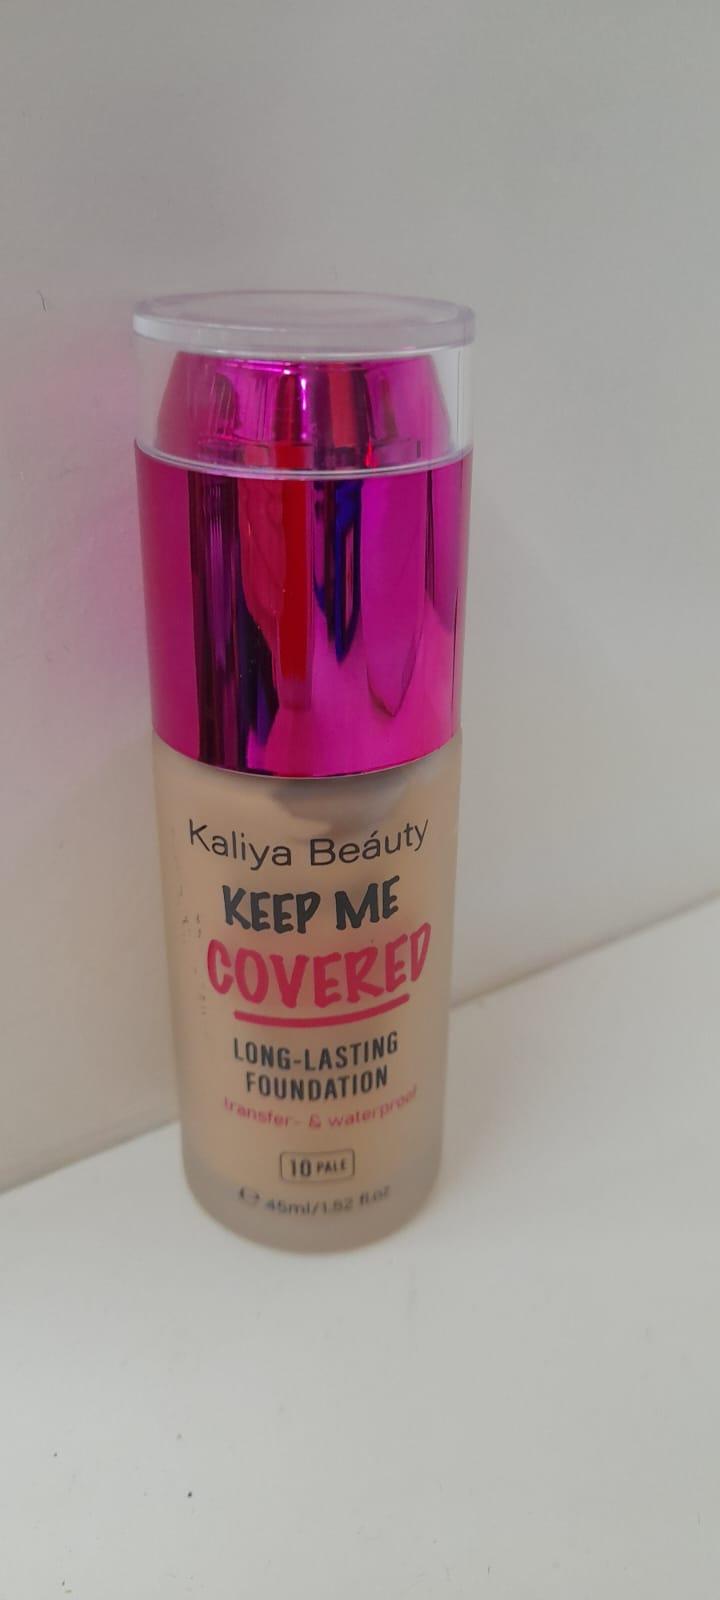 Kaliya Beáuty
KEEP ME
COVERED
LONG-LASTING
FOUNDATION
transfer- & waterproof
10 PALE
℮ 45ml/1.52 fl.oz